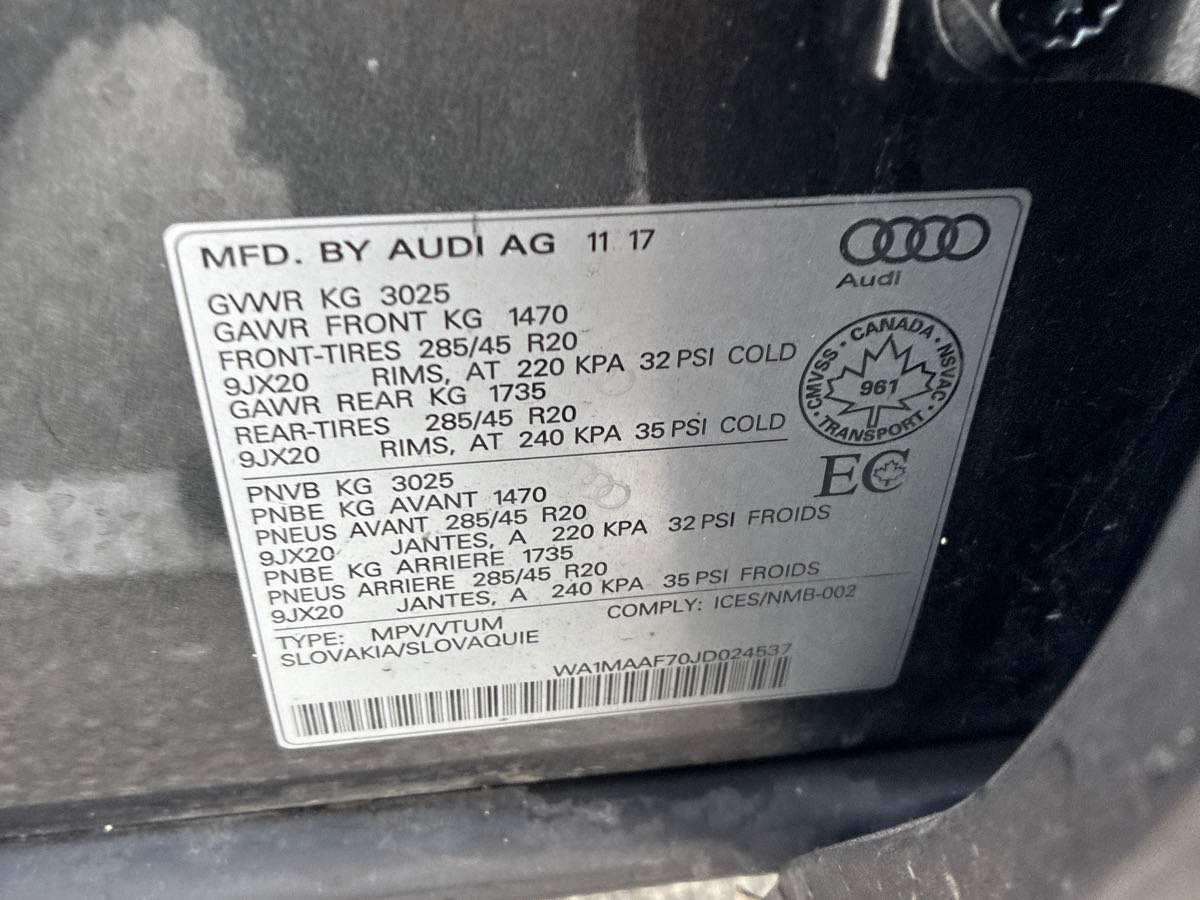 MFD. BY AUDI AG 11 17
Audi
GVWR KG 3025
GAWR FRONT KG 1470
FRONT-TIRES 285/45 R20
9JX20 RIMS, AT 220 KPA 32 PSI COLD
GAWR REAR KG 1735
REAR-TIRES 285/45 R20
9JX20 RIMS, AT 240 KPA 35 PSI COLD
CANADA · NSVAC · TRANSPORT · CMVSS ·
961
EC
PNVB KG 3025
PNBE KG AVANT 1470
PNEUS AVANT 285/45 R20
9JX20 JANTES, A 220 KPA 32 PSI FROIDS
PNBE KG ARRIERE 1735
PNEUS ARRIERE 285/45 R20
9JX20 JANTES, A 240 KPA 35 PSI FROIDS
TYPE: MPV/VTUM COMPLY: ICES/NMB-002
SLOVAKIA/SLOVAQUIE
WA1MAAF70JD024537